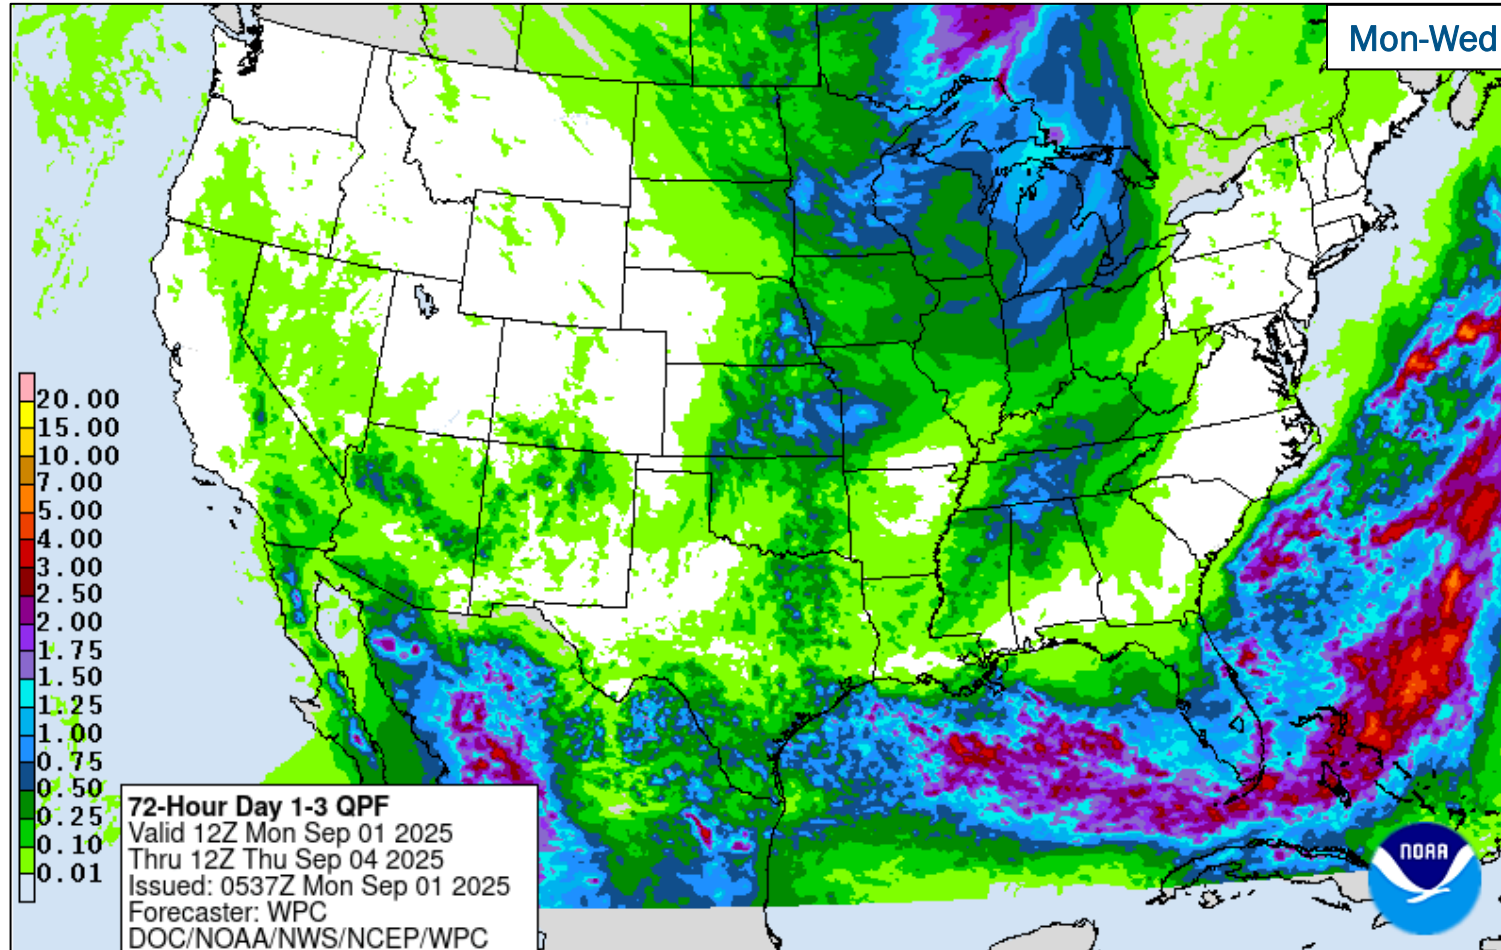 Mon-Wed
20.00
15.00
10.00
7.00
5.00
4.00
3.00
2.50
2.00
1.75
1.50
1.25
1.00
0.75
0.50
0.25
0.10
0.01
72-Hour Day 1-3 QPF
Valid 12Z Mon Sep 01 2025
Thru 12Z Thu Sep 04 2025
Issued: 0537Z Mon Sep 01 2025
Forecaster: WPC
DOC/NOAA/NWS/NCEP/WPC
NOAA